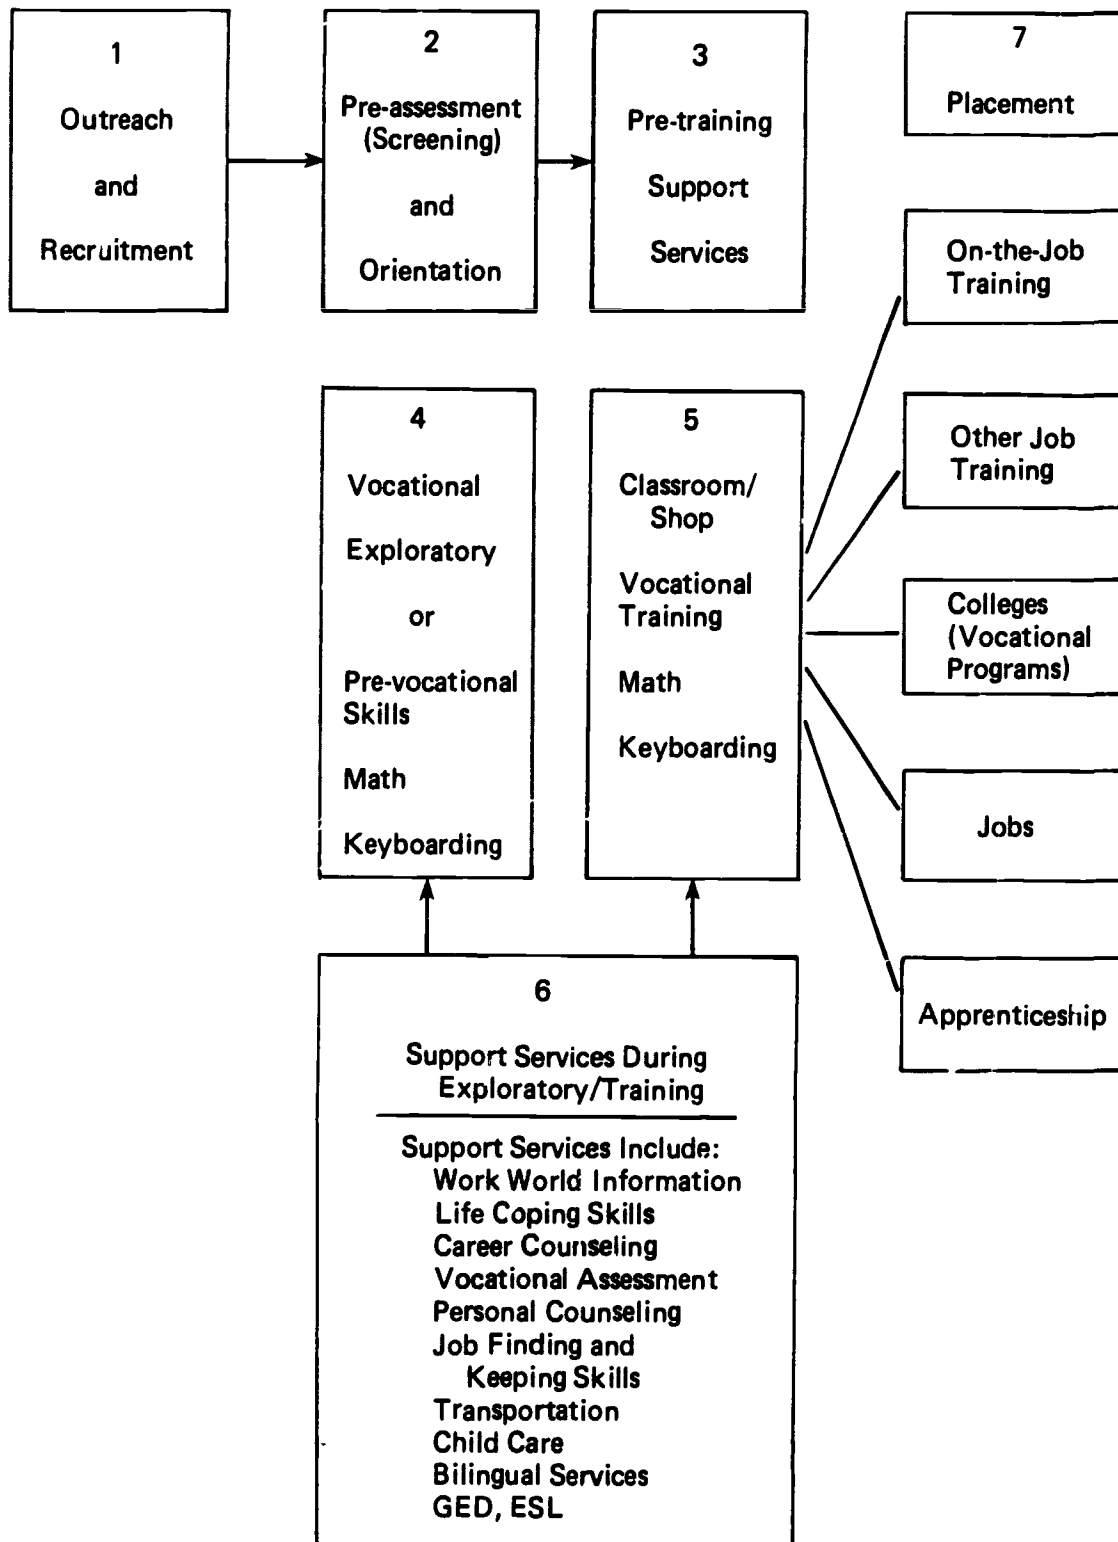 1
Outreach
and
Recruitment
2
Pre-assessment
(Screening)
and
Orientation
3
Pre-training
Support
Services
7
Placement
On-the-Job
Training
Other Job
Training
Colleges
(Vocational
Programs)
Jobs
Apprenticeship
4
Vocational
Exploratory
or
Pre-vocational
Skills
Math
Keyboarding
5
Classroom/
Shop
Vocational
Training
Math
Keyboarding
6
Support Services During
Exploratory/Training
Support Services Include:
Work World Information
Life Coping Skills
Career Counseling
Vocational Assessment
Personal Counseling
Job Finding and
Keeping Skills
Transportation
Child Care
Bilingual Services
GED, ESL